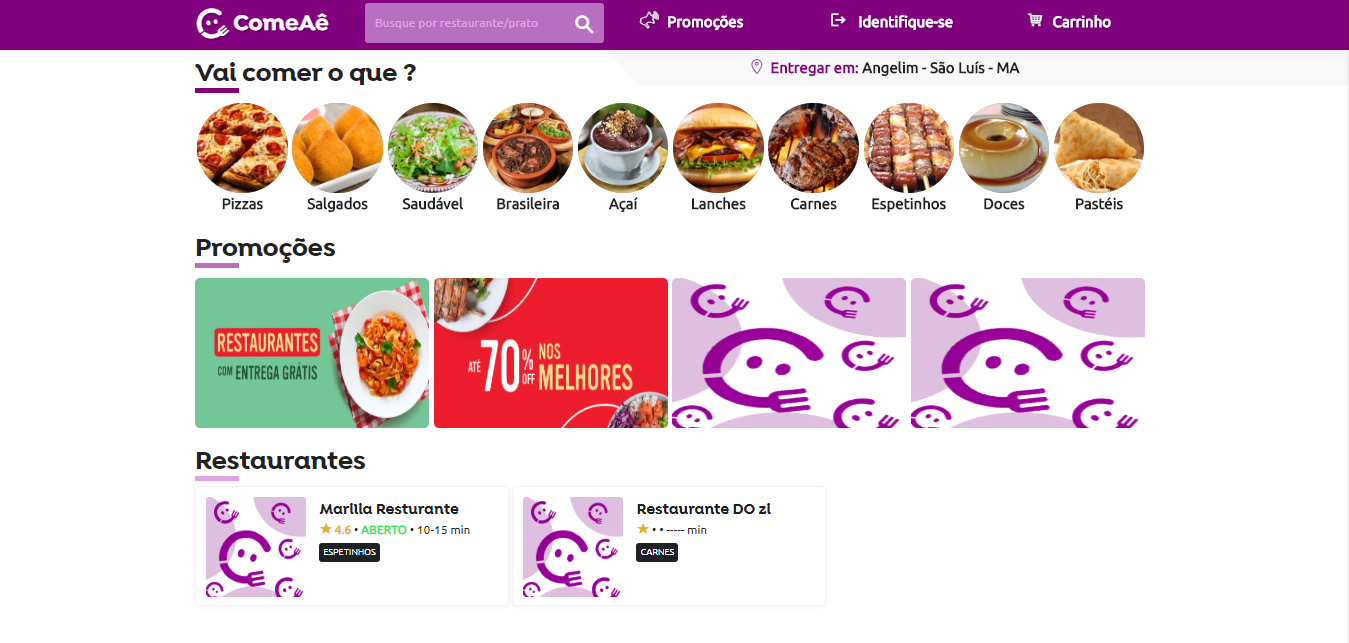 ComeAê
Busque por restaurante/prato
Promoções
Identifique-se
Carrinho
Vai comer o que ?
Entregar em: Angelim - São Luís - MA
Pizzas
Salgados
Saudável
Brasileira
Açaí
Lanches
Carnes
Espetinhos
Doces
Pastéis
Promoções
RESTAURANTES
COM ENTREGA GRÁTIS
ATÉ 70% OFF NOS MELHORES
Restaurantes
Marilia Resturante
4.6 • ABERTO • 10-15 min
ESPETINHOS
Restaurante DO zl
• • ----- min
CARNES